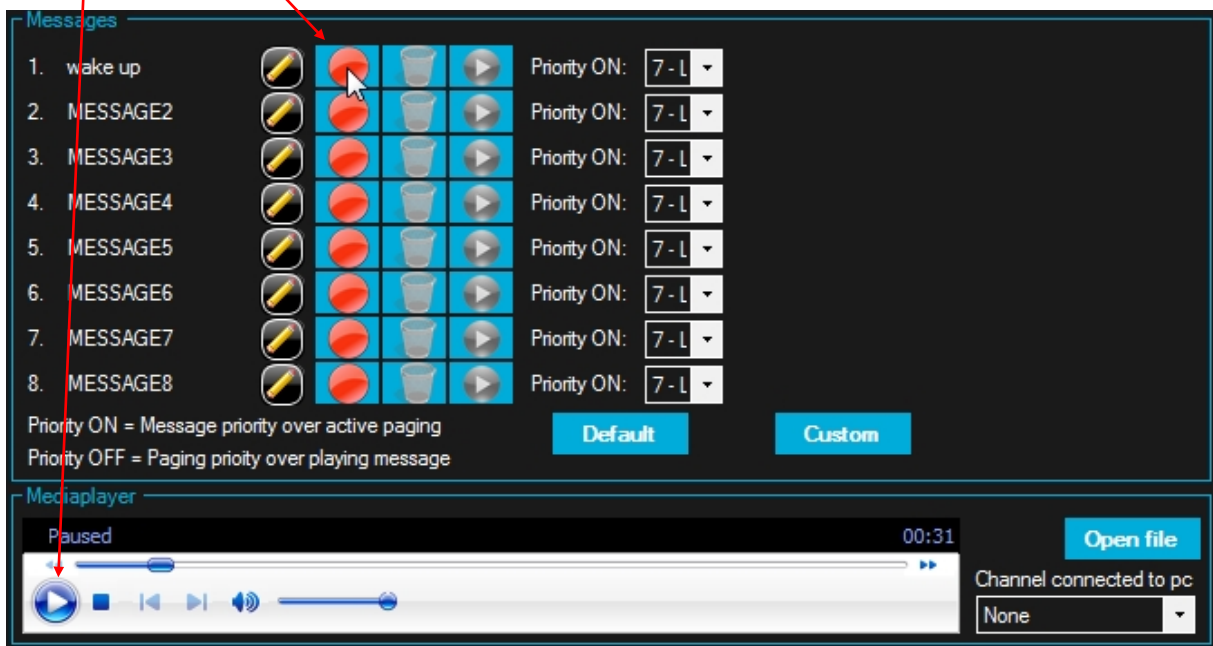 Messages
1. wake up Priority ON: 7 - L
2. MESSAGE2 Priority ON: 7 - L
3. MESSAGE3 Priority ON: 7 - L
4. MESSAGE4 Priority ON: 7 - L
5. MESSAGE5 Priority ON: 7 - L
6. MESSAGE6 Priority ON: 7 - L
7. MESSAGE7 Priority ON: 7 - L
8. MESSAGE8 Priority ON: 7 - L
Priority ON = Message priority over active paging
Default Custom
Priority OFF = Paging prioity over playing message
Mediaplayer
Paused 00:31
Open file
Channel connected to pc
None